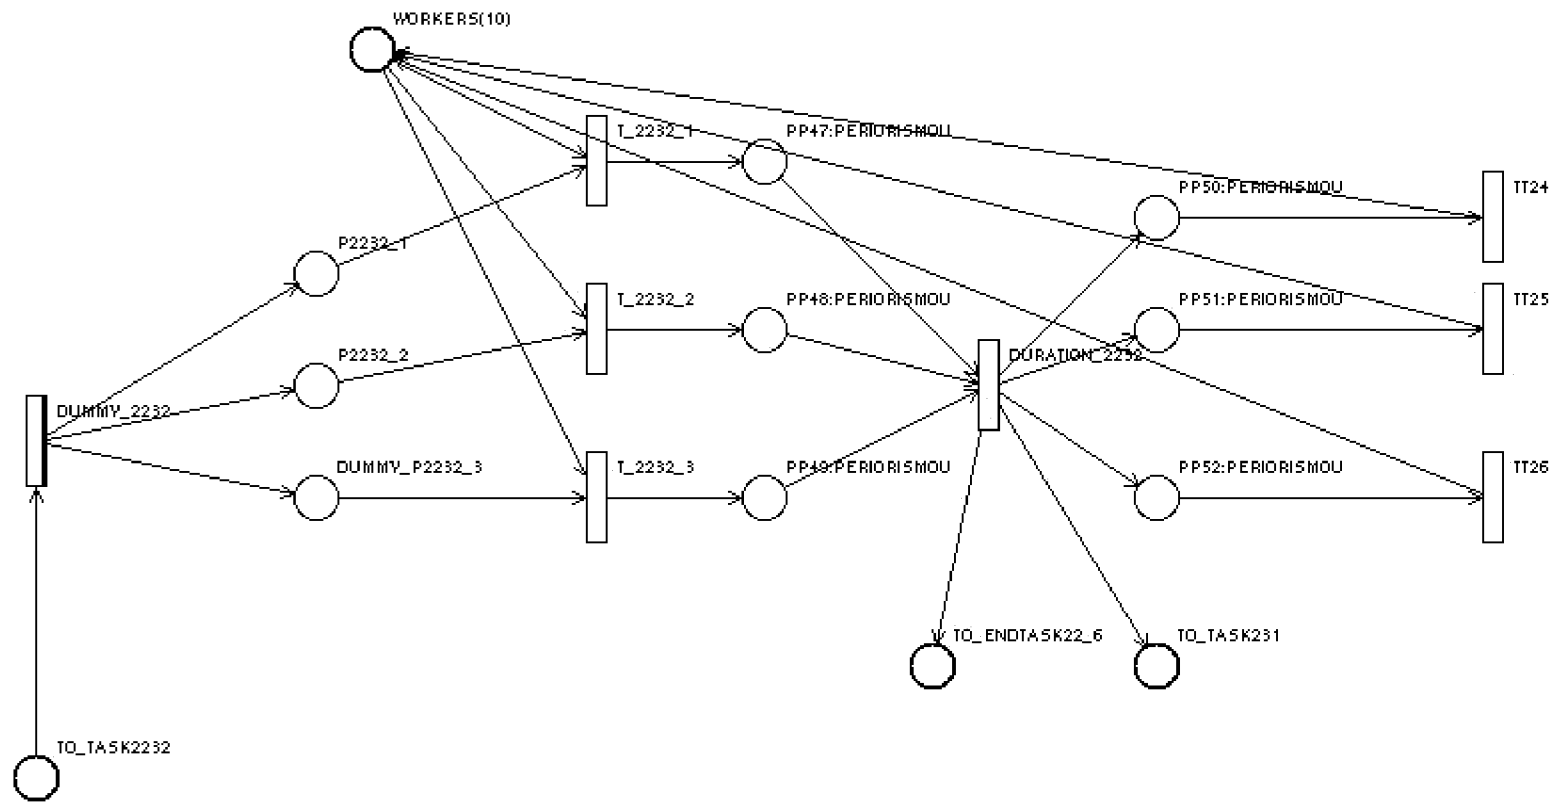 WORKERS(10)
T_2232_1
PP47:PERIORISMOU
PP50:PERIORISMOU
TT24
P2232_1
T_2232_2
PP48:PERIORISMOU
PP51:PERIORISMOU
TT25
P2232_2
DURATION_2232
DUMMY_2232
DUMMY_P2232_3
T_2232_3
PP49:PERIORISMOU
PP52:PERIORISMOU
TT26
TO_ENDTASK22_6
TO_TASK231
TO_TASK2232